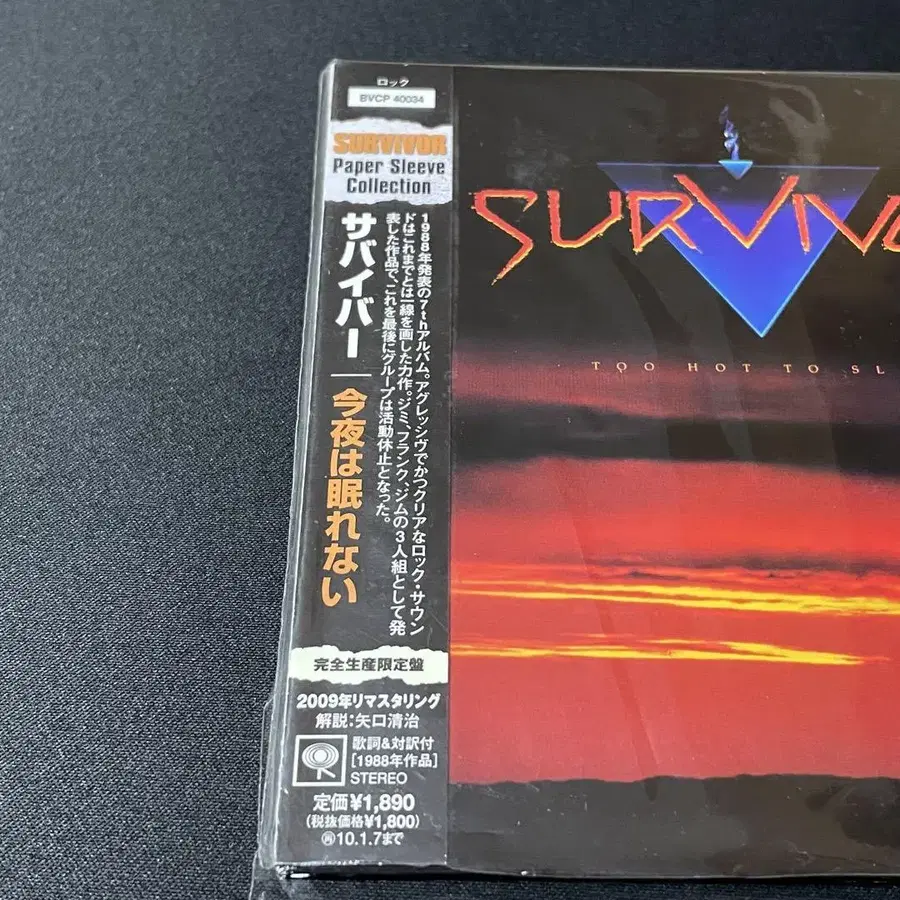 ロック
BVCP 40034
SURVIVOR
Paper Sleeve
Collection
サバイバー
今夜は眠れない
1988年発表の7thアルバム。アグレッシヴでかつクリアなロック・サウン
ドはこれまでとは一線を画した力作。ジミ、フランク、ジムの3人組として発
表した作品で、これを最後にグループは活動休止となった。
完全生産限定盤
2009年リマスタリング
解説:矢口清治
歌詞&対訳付
[1988年作品]
STEREO
定価¥1,890
(税抜価格¥1,800)
再10.1.7まで
SURVIVO
TOO HOT TO SL